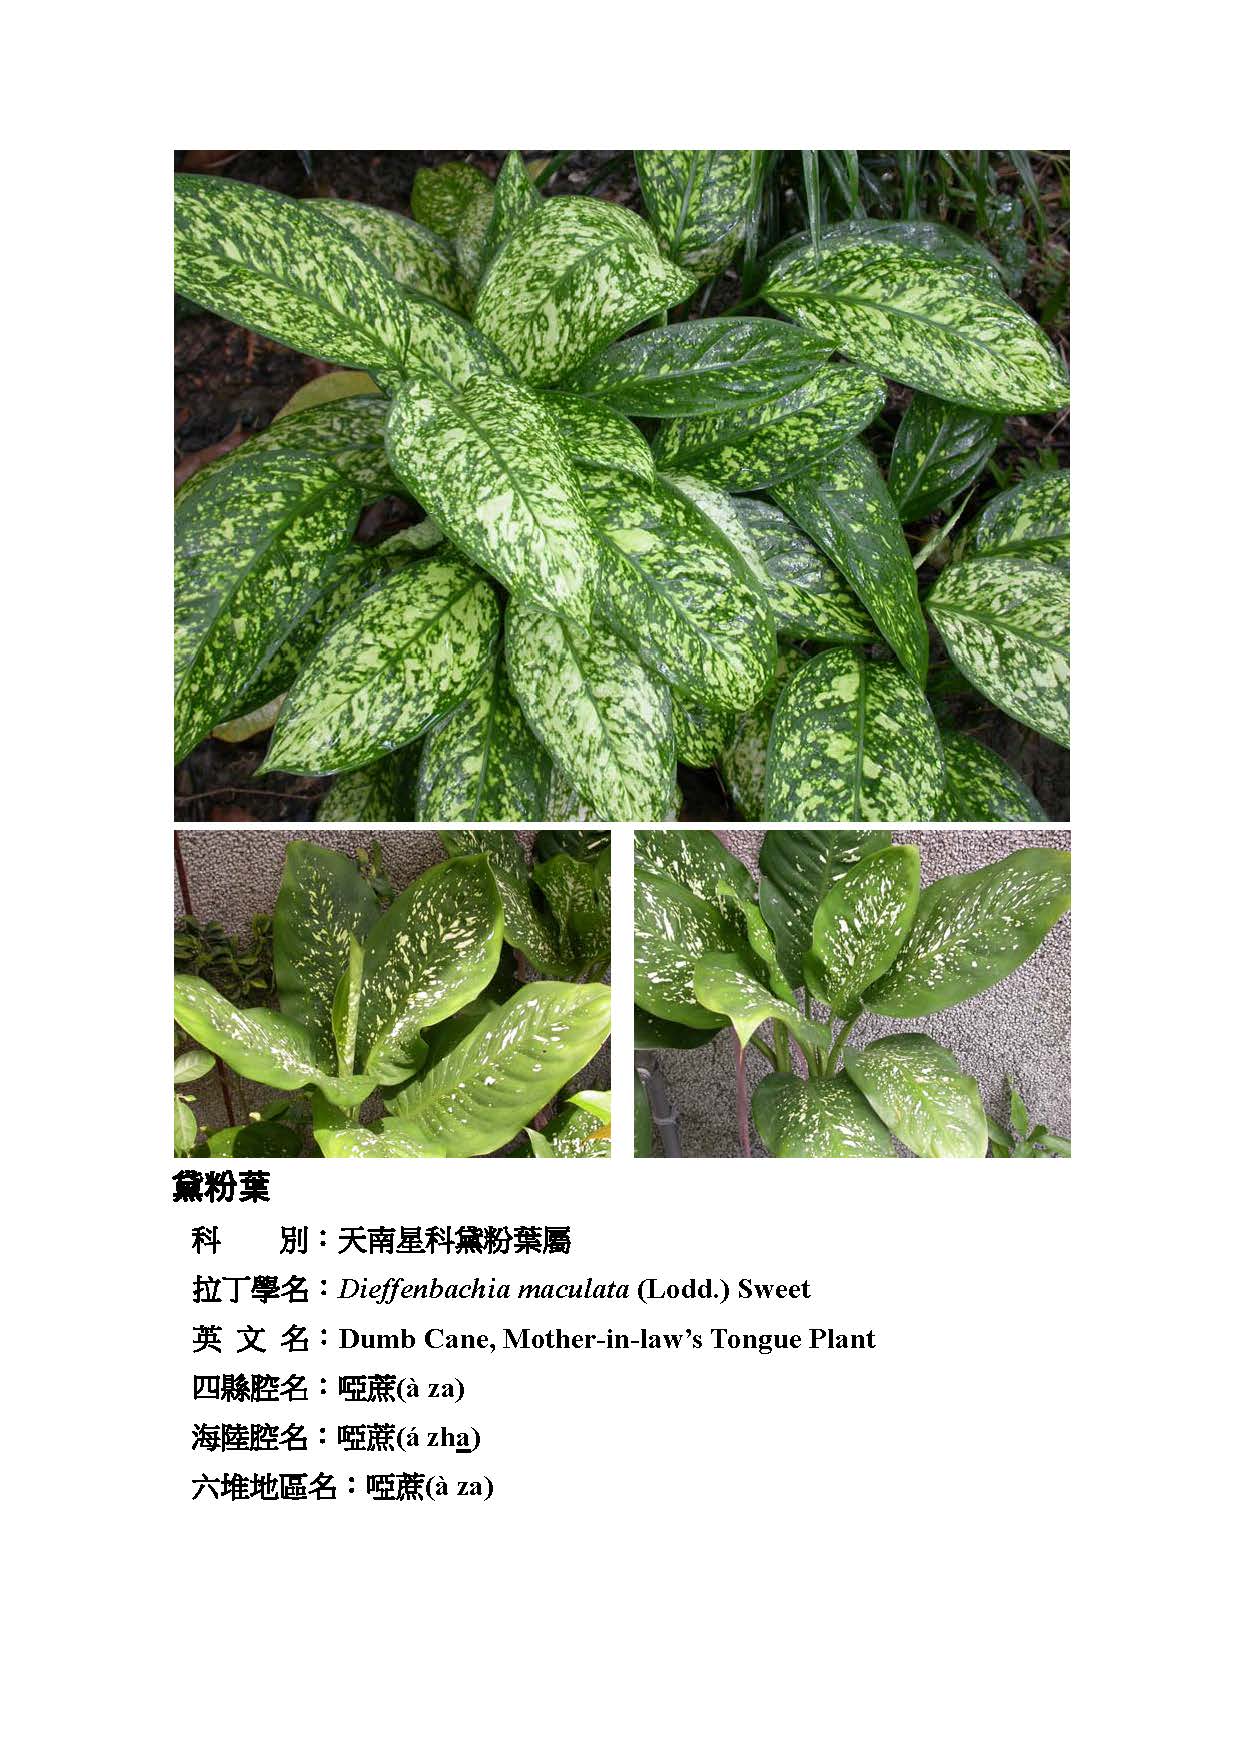 黛粉葉
科　　別：天南星科黛粉葉屬
拉丁學名：Dieffenbachia maculata (Lodd.) Sweet
英 文 名：Dumb Cane, Mother-in-law’s Tongue Plant
四縣腔名：啞蔗(à za)
海陸腔名：啞蔗(á zha)
六堆地區名：啞蔗(à za)